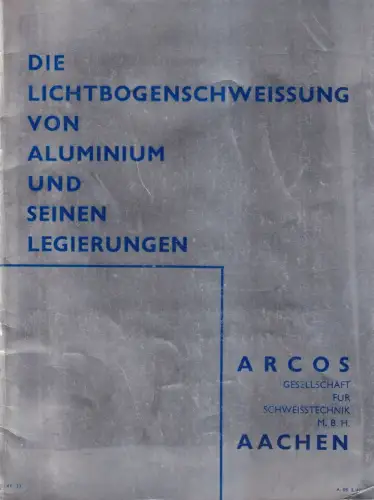 DIE
LICHTBOGENSCHWEISSUNG
VON
ALUMINIUM
UND
SEINEN
LEGIERUNGEN
ARCOS
GESELLSCHAFT
FÜR
SCHWEISSTECHNIK
M. B. H.
AACHEN